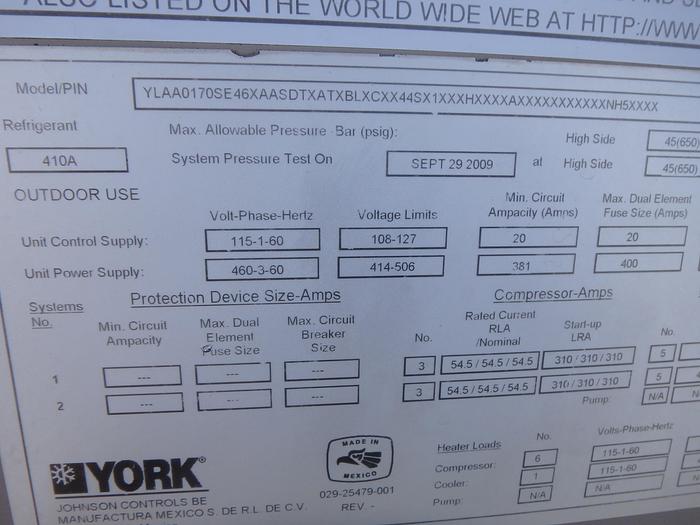 ALSO LISTED ON THE WORLD WIDE WEB AT HTTP://WWW
Model/PIN YLAA0170SE46XAASDTXATXBLXCXX44SX1XXXHXXXXAXXXXXXXXXXXNH5XXXX
Refrigerant Max. Allowable Pressure -Bar (psig): High Side 45(650)
410A System Pressure Test On SEPT 29 2009 at High Side 45(650)
OUTDOOR USE
Volt-Phase-Hertz Voltage Limits Min. Circuit Ampacity (Amps) Max. Dual Element Fuse Size (Amps)
Unit Control Supply: 115-1-60 108-127 20 20
Unit Power Supply: 460-3-60 414-506 381 400
Systems No. Protection Device Size-Amps Compressor-Amps
Min. Circuit Ampacity Max. Dual Element Fuse Size Max. Circuit Breaker Size No. Rated Current RLA /Nominal Start-up LRA No.
1 --- --- --- 3 54.5 / 54.5 / 54.5 310 / 310 / 310 5
2 --- --- --- 3 54.5 / 54.5 / 54.5 310 / 310 / 310 5
Pump: N/A N
YORK®
MADE IN MEXICO
Heater Loads No. Volts-Phase-Hertz
Compressor: 6 115-1-60
Cooler: 1 115-1-60
Pump: N/A N/A
029-25479-001
REV. -
JOHNSON CONTROLS BE
MANUFACTURA MEXICO S. DE R.L. DE C.V.